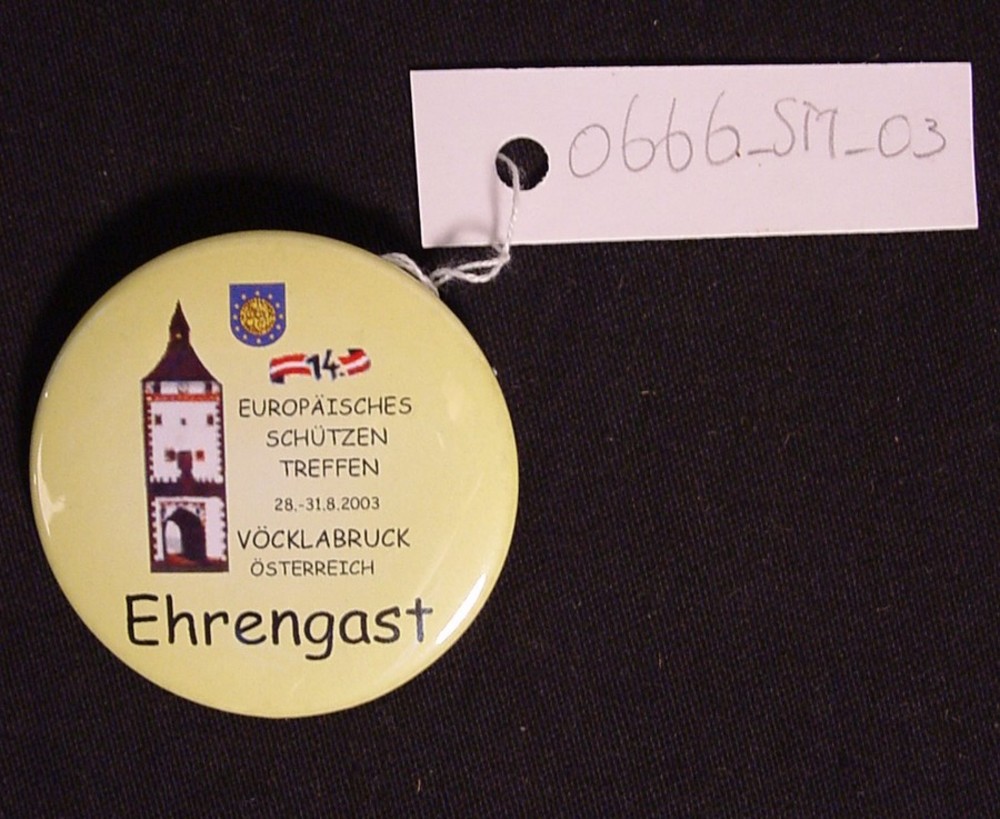 0666_SM_03
14.
EUROPÄISCHES
SCHÜTZEN
TREFFEN
28.-31.8.2003
VÖCKLABRUCK
ÖSTERREICH
Ehrengast